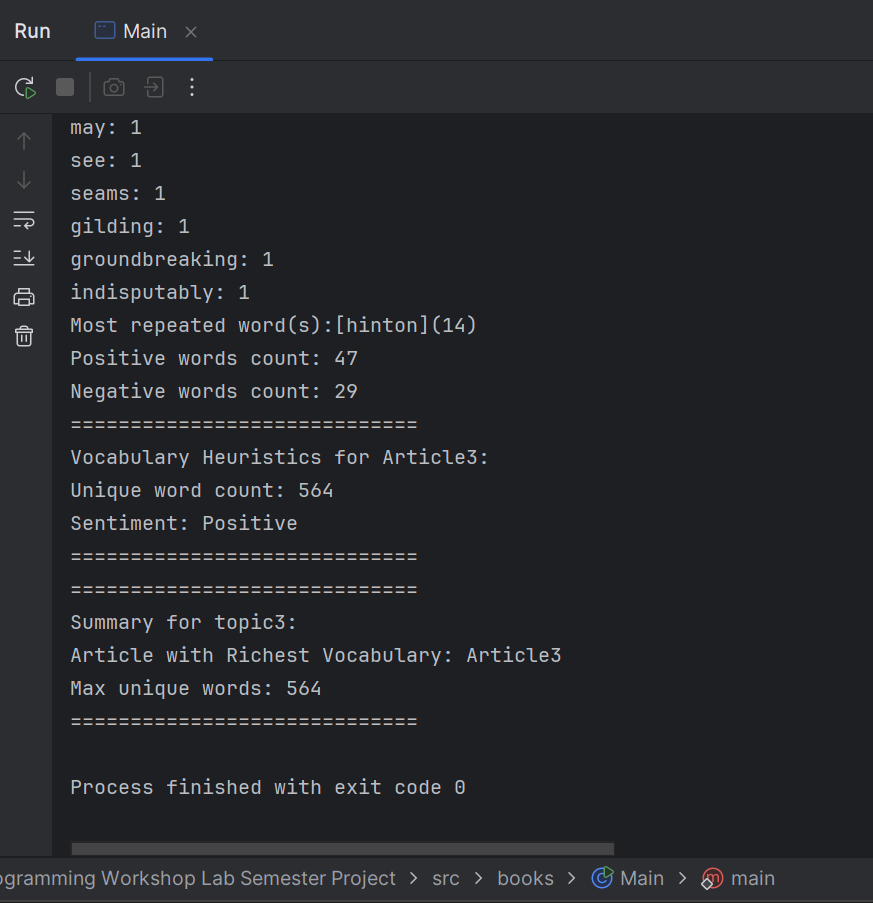 Run Main
may: 1
see: 1
seams: 1
gilding: 1
groundbreaking: 1
indisputably: 1
Most repeated word(s):[hinton](14)
Positive words count: 47
Negative words count: 29
=============================
Vocabulary Heuristics for Article3:
Unique word count: 564
Sentiment: Positive
=============================
=============================
Summary for topic3:
Article with Richest Vocabulary: Article3
Max unique words: 564
=============================
Process finished with exit code 0
ogramming Workshop Lab Semester Project > src > books > Main > main